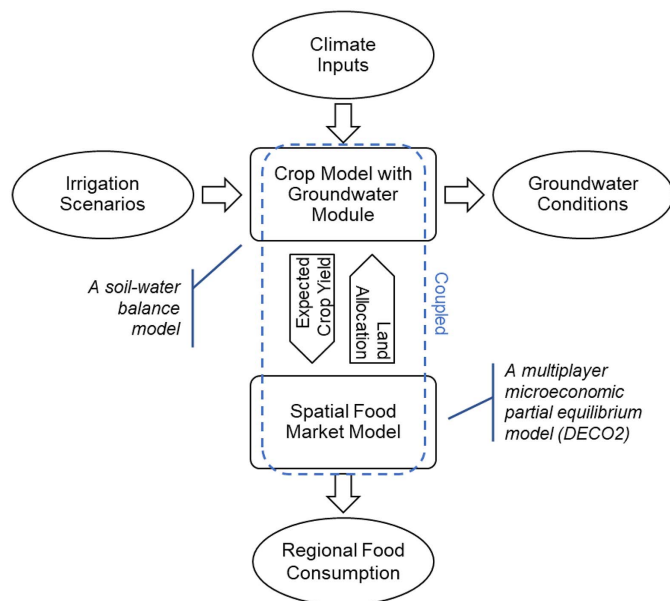 Climate
Inputs
Irrigation
Scenarios
Crop Model with
Groundwater
Module
Groundwater
Conditions
A soil-water
balance
model
Expected
Crop Yield
Land
Allocation
Coupled
Spatial Food
Market Model
A multiplayer
microeconomic
partial equilibrium
model (DECO2)
Regional Food
Consumption